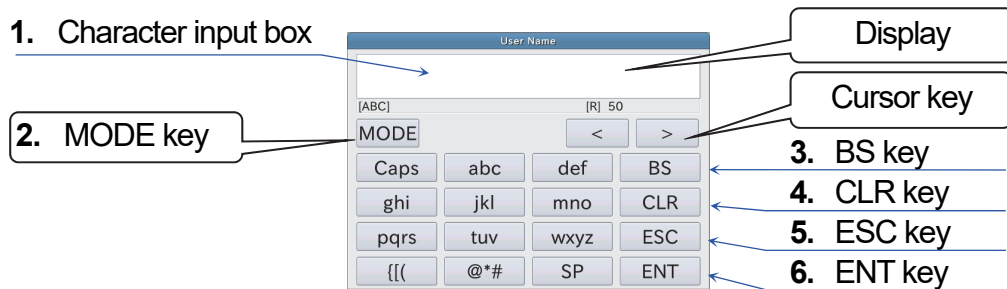 1. Character input box
User Name
Display
[ABC] [R] 50
Cursor key
2. MODE key
MODE < >
3. BS key
Caps abc def BS
4. CLR key
ghi jkl mno CLR
5. ESC key
pqrs tuv wxyz ESC
6. ENT key
{[( @*# SP ENT